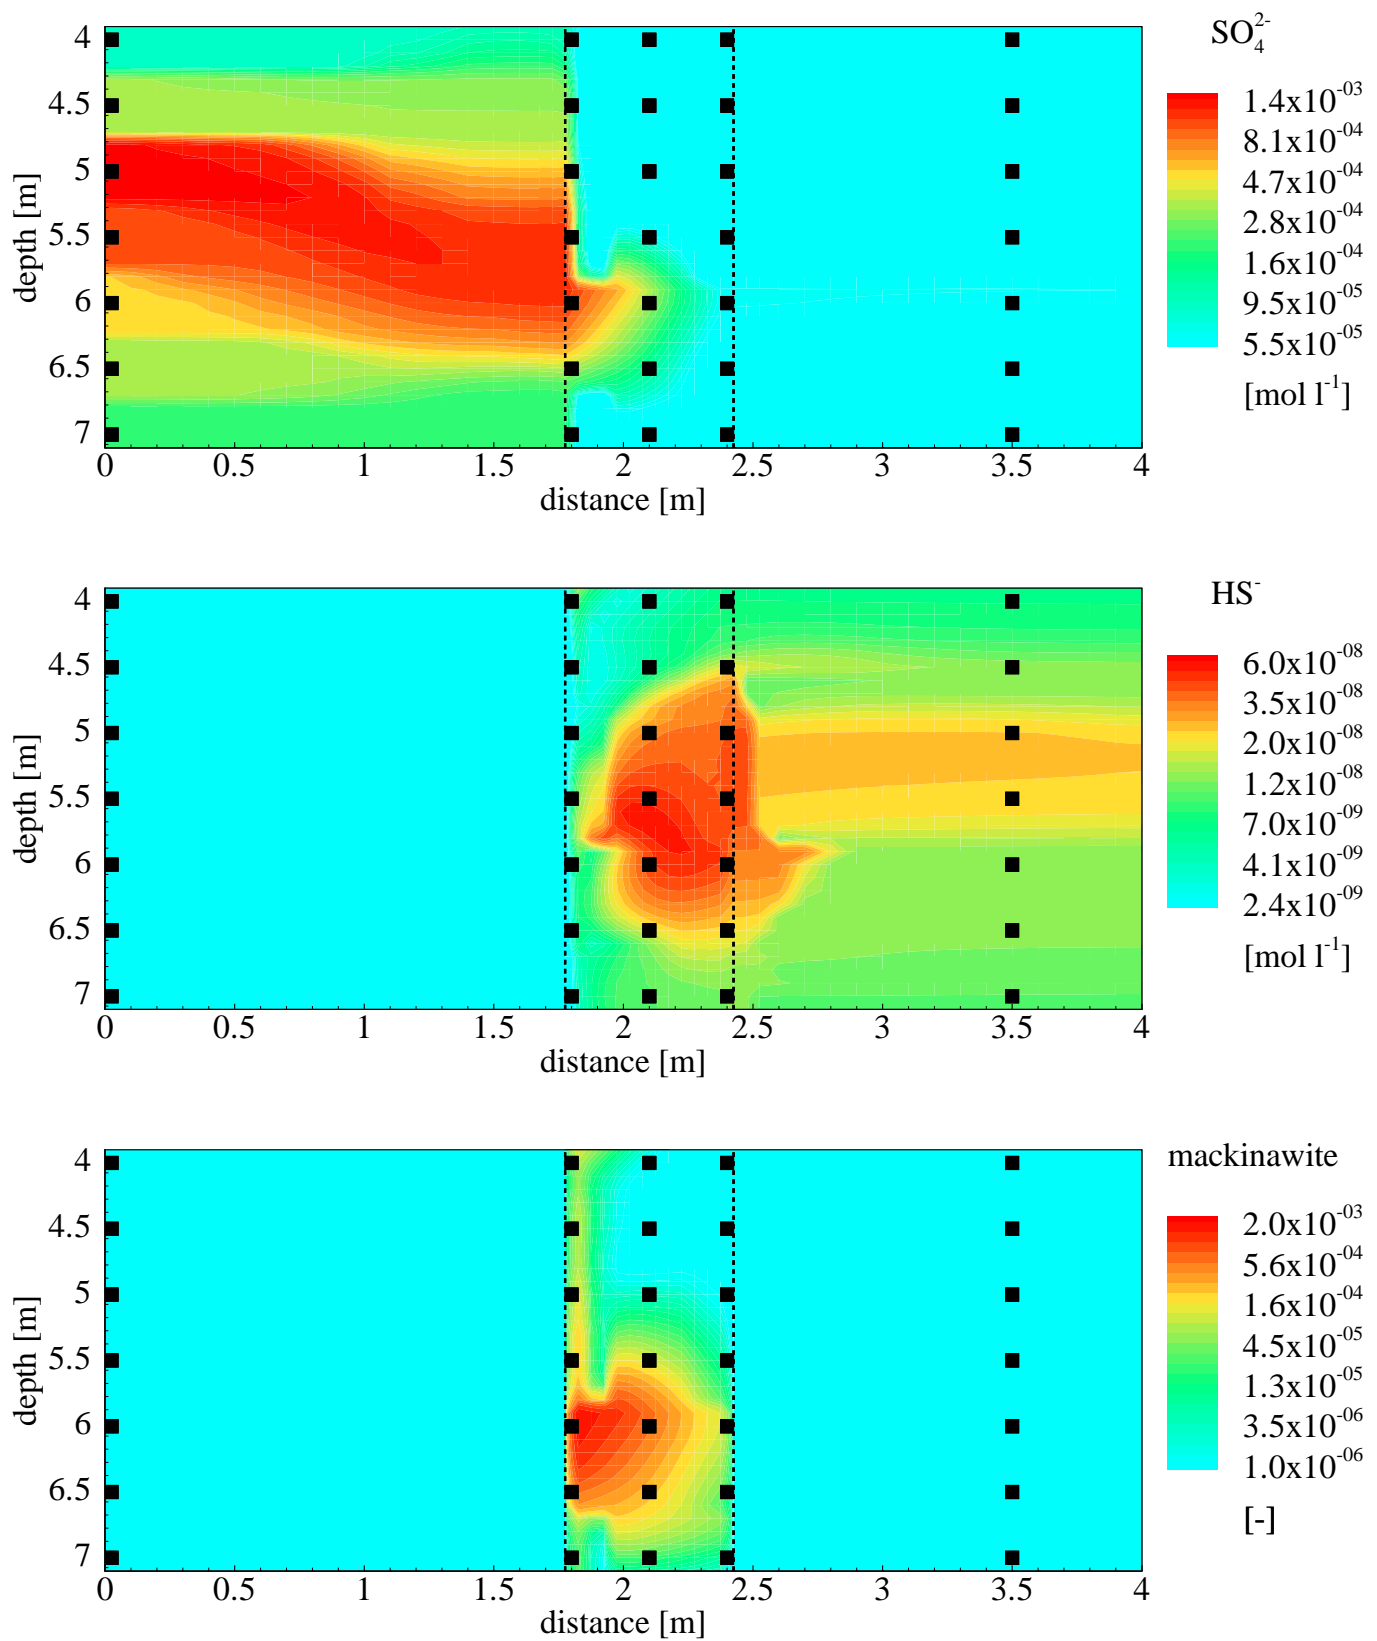 SO₄²⁻
4
4.5
5
5.5
6
6.5
7
depth [m]
0 0.5 1 1.5 2 2.5 3 3.5 4
distance [m]
1.4x10⁻⁰³
8.1x10⁻⁰⁴
4.7x10⁻⁰⁴
2.8x10⁻⁰⁴
1.6x10⁻⁰⁴
9.5x10⁻⁰⁵
5.5x10⁻⁰⁵
[mol l⁻¹]
HS⁻
4
4.5
5
5.5
6
6.5
7
depth [m]
0 0.5 1 1.5 2 2.5 3 3.5 4
distance [m]
6.0x10⁻⁰⁸
3.5x10⁻⁰⁸
2.0x10⁻⁰⁸
1.2x10⁻⁰⁸
7.0x10⁻⁰⁹
4.1x10⁻⁰⁹
2.4x10⁻⁰⁹
[mol l⁻¹]
mackinawite
4
4.5
5
5.5
6
6.5
7
depth [m]
0 0.5 1 1.5 2 2.5 3 3.5 4
distance [m]
2.0x10⁻⁰³
5.6x10⁻⁰⁴
1.6x10⁻⁰⁴
4.5x10⁻⁰⁵
1.3x10⁻⁰⁵
3.5x10⁻⁰⁶
1.0x10⁻⁰⁶
[-]